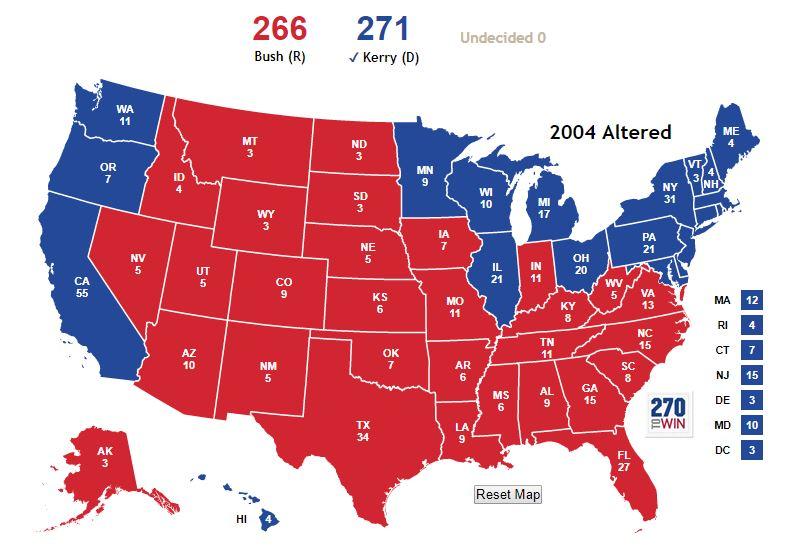 266
271
Undecided 0
Bush (R)
✓ Kerry (D)
2004 Altered
WA
11
OR
7
CA
55
ID
4
NV
5
MT
3
WY
3
UT
5
AZ
10
CO
9
NM
5
ND
3
SD
3
NE
5
KS
6
OK
7
TX
34
MN
9
IA
7
MO
11
AR
6
LA
9
WI
10
IL
21
MI
17
IN
11
OH
20
KY
8
TN
11
MS
6
AL
9
GA
15
FL
27
SC
8
NC
15
VA
13
WV
5
PA
21
NY
31
VT
3
4
NH
ME
4
MA 12
RI 4
CT 7
NJ 15
DE 3
MD 10
DC 3
270
TO
WIN
AK
3
HI 4
Reset Map